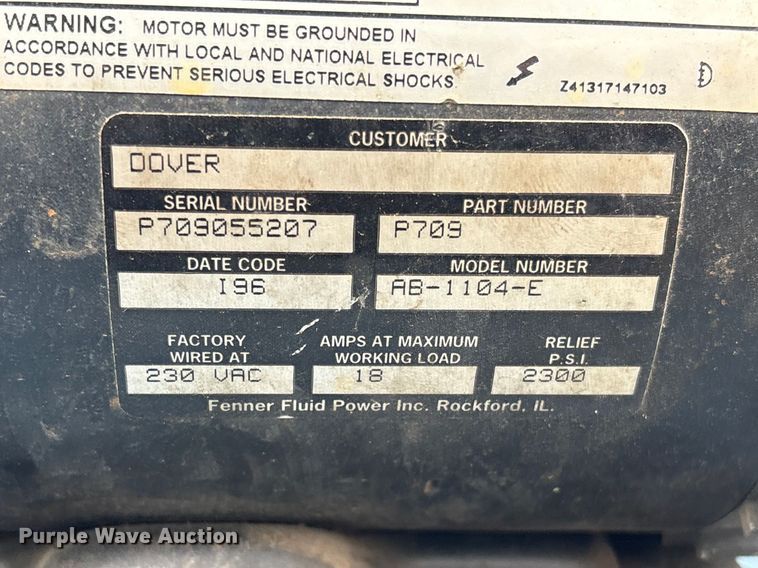 WARNING: MOTOR MUST BE GROUNDED IN
ACCORDANCE WITH LOCAL AND NATIONAL ELECTRICAL
CODES TO PREVENT SERIOUS ELECTRICAL SHOCKS.
Z41317147103
CUSTOMER
DOVER
SERIAL NUMBER PART NUMBER
P709055207 P709
DATE CODE MODEL NUMBER
I96 AB-1104-E
FACTORY AMPS AT MAXIMUM RELIEF
WIRED AT WORKING LOAD P.S.I.
230 VAC 18 2300
Fenner Fluid Power Inc. Rockford, IL.
Purple Wave Auction